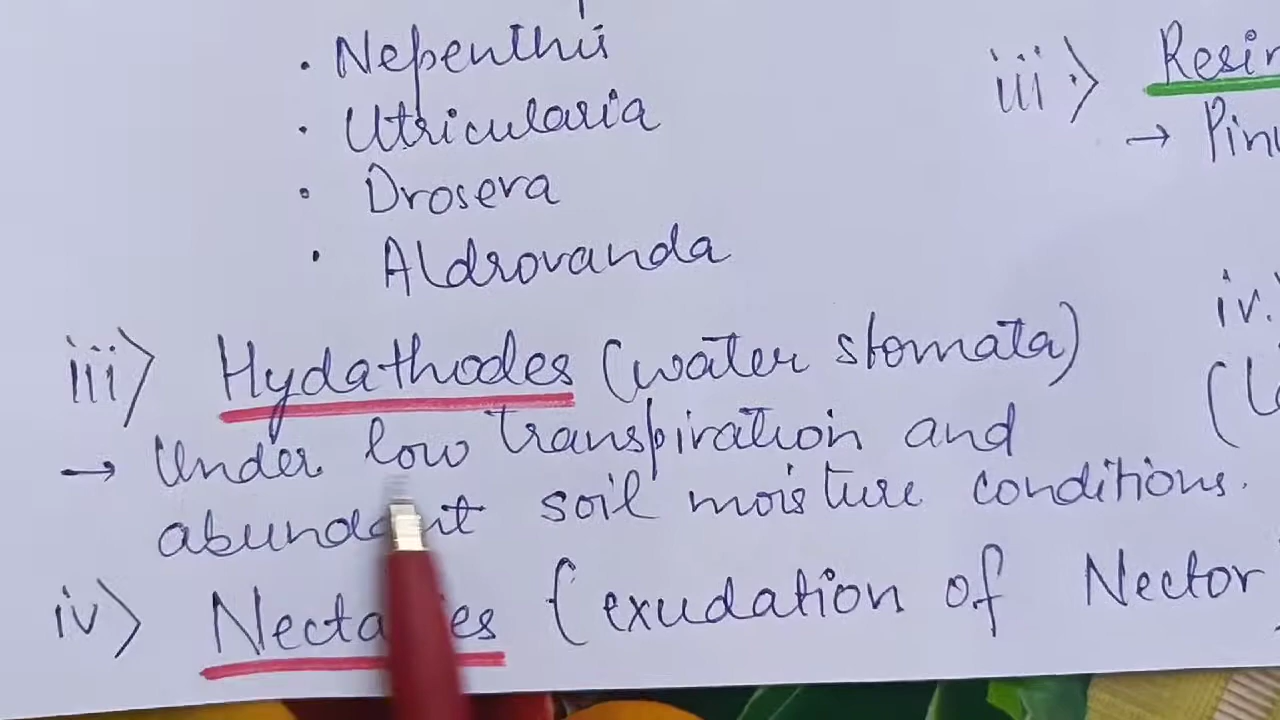 . Nepenthis
. Utricularia
. Drosera
. Aldrovanda
iii) Hydathodes (water stomata)
→ Under low transpiration and
abundant soil moisture conditions.
iv) Nectaries (exudation of Nector
iii) Resin
→ Pinu
iv.)
(L